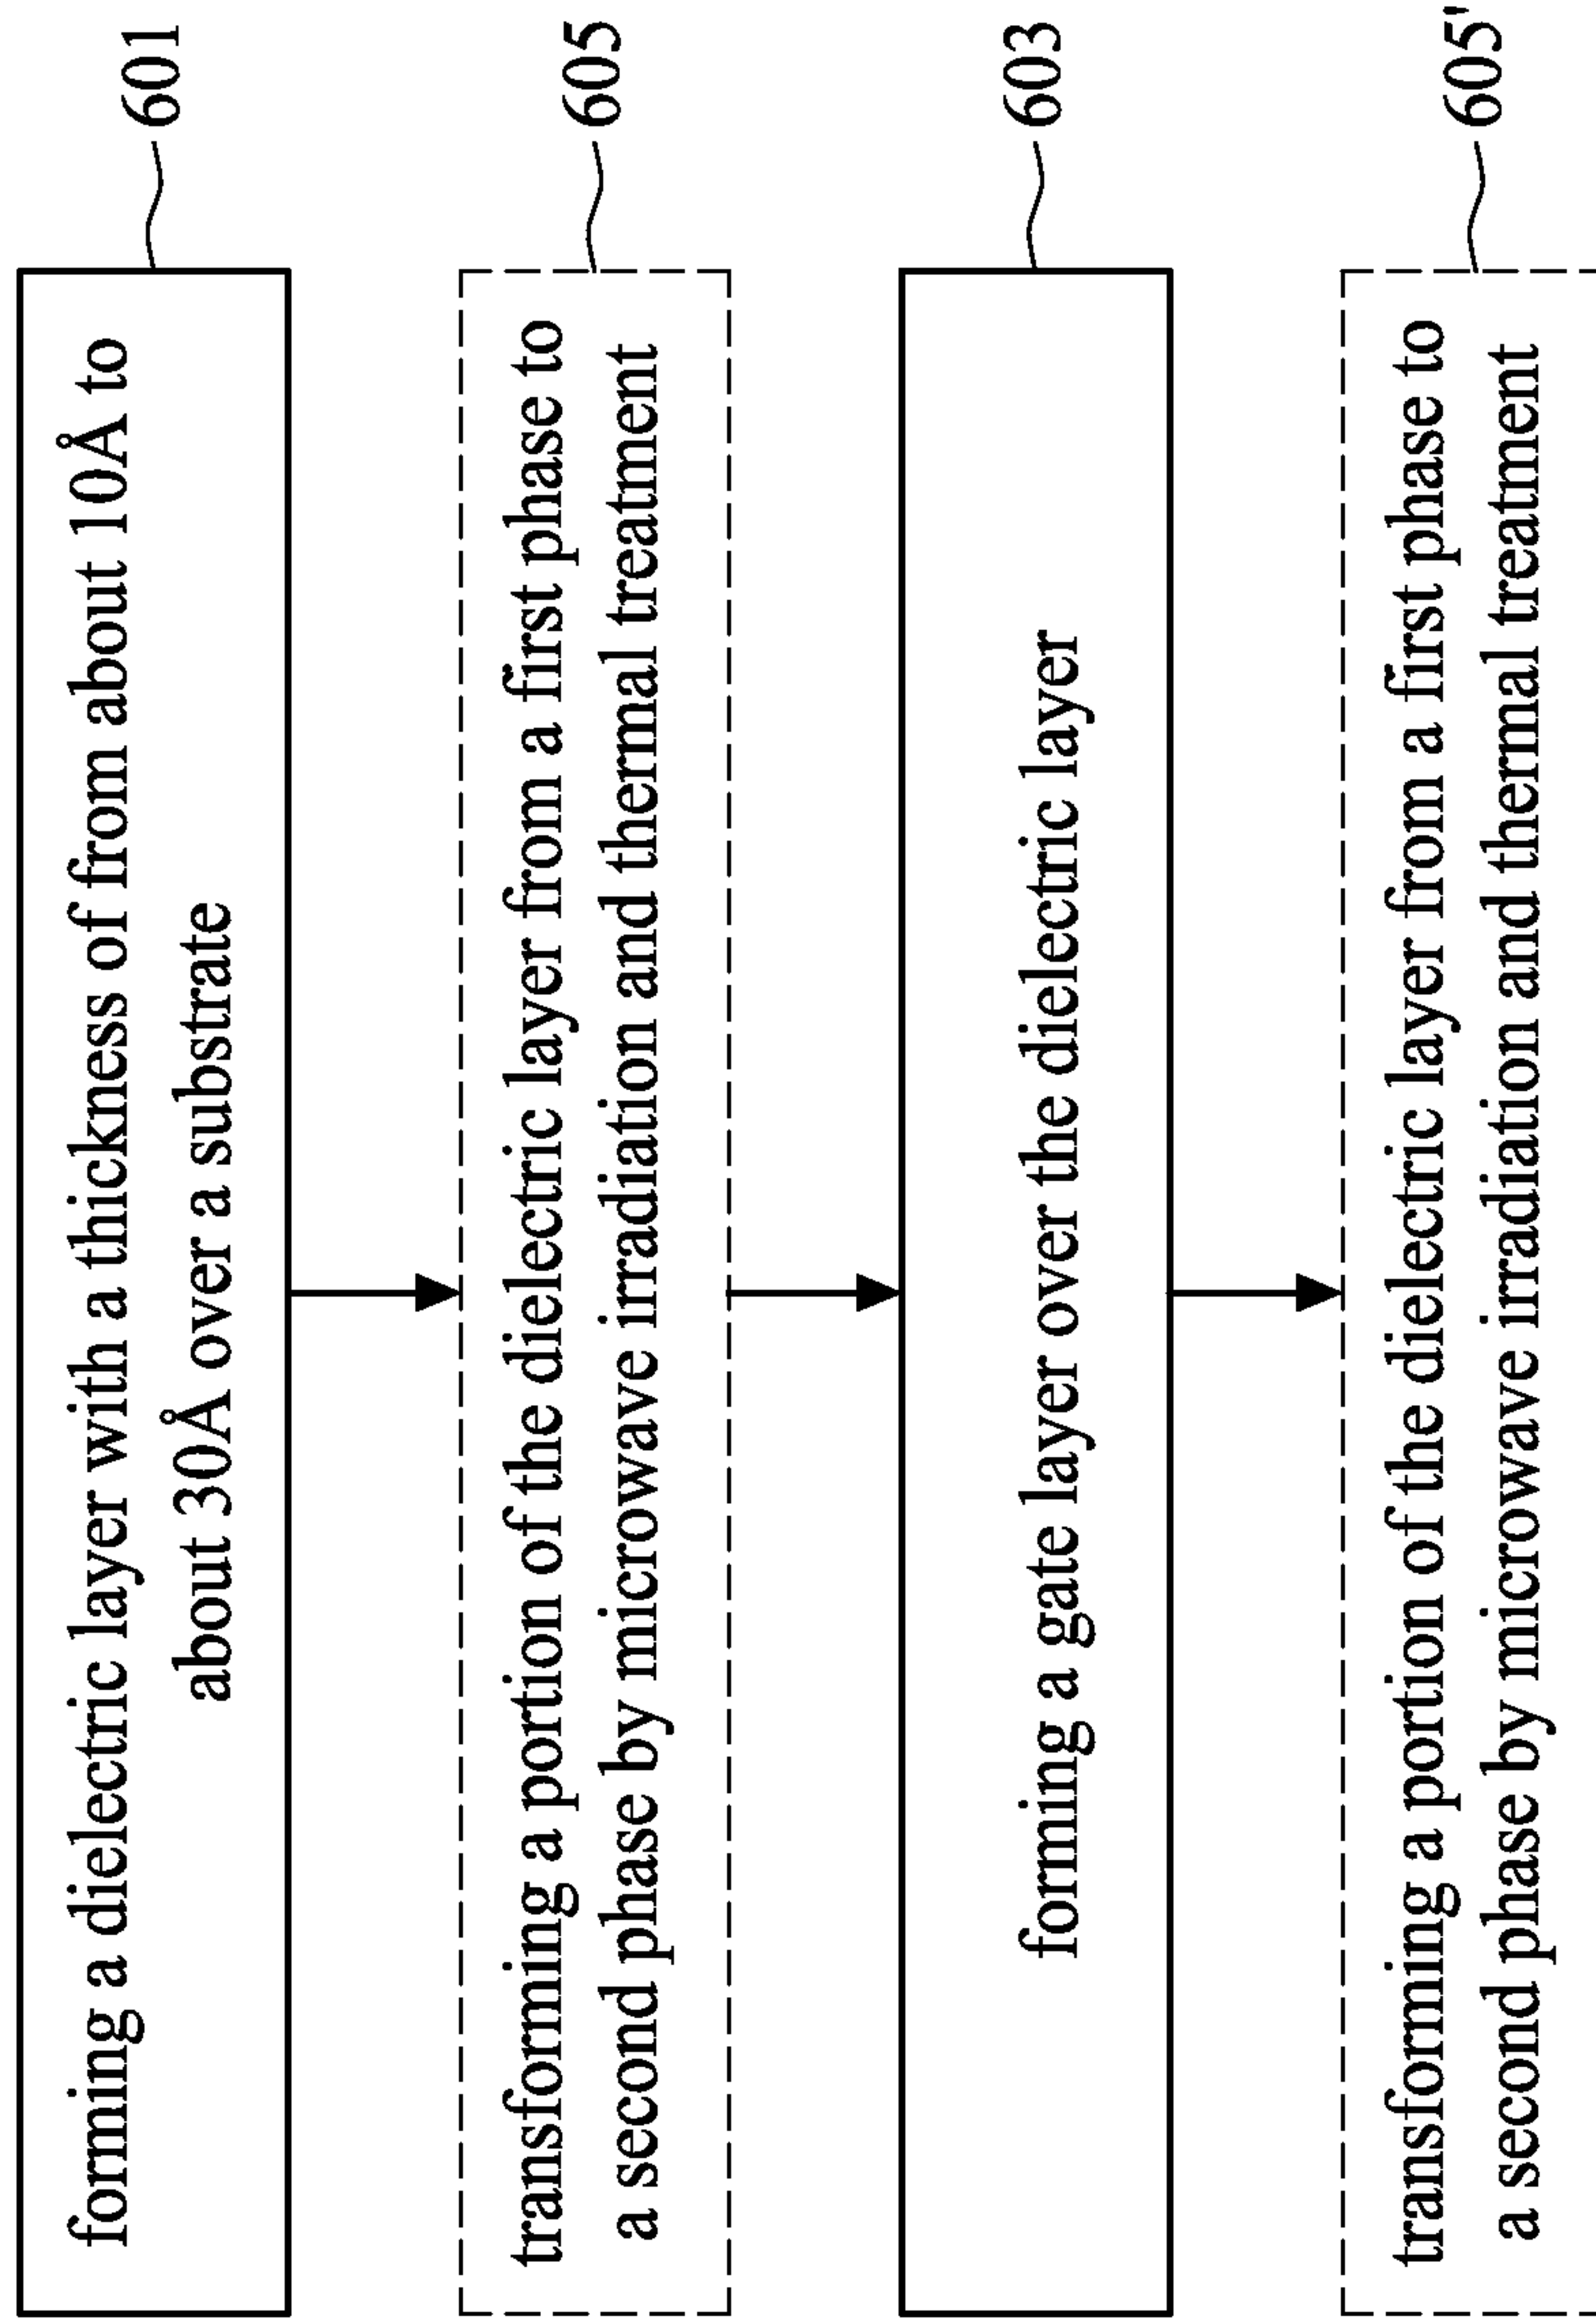 forming a dielectric layer with a thickness of from about 10Å to
about 30Å over a substrate
601
transforming a portion of the dielectric layer from a first phase to
a second phase by microwave irradiation and thermal treatment
605
forming a gate layer over the dielectric layer
603
transforming a portion of the dielectric layer from a first phase to
a second phase by microwave irradiation and thermal treatment
605'